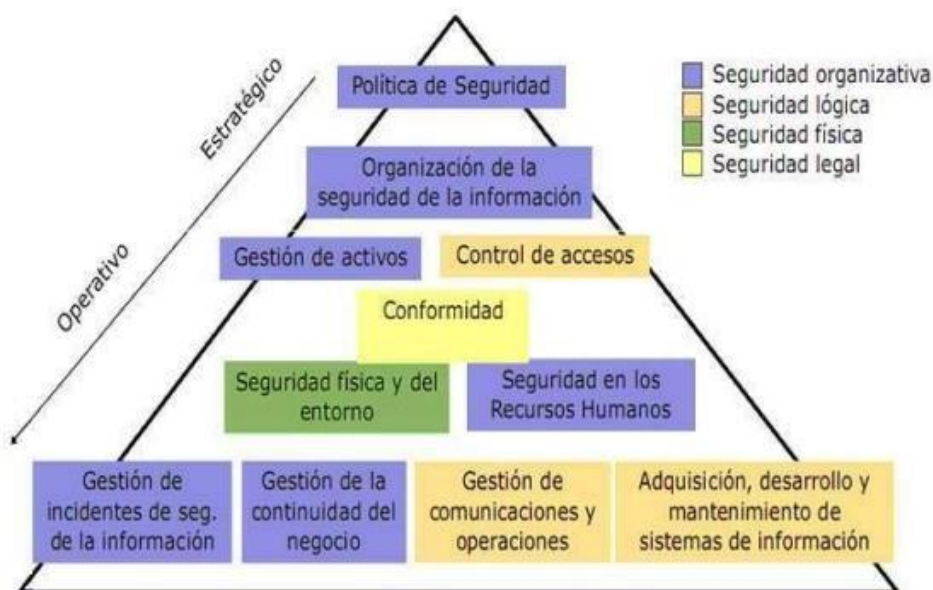 Estratégico
Operativo
Política de Seguridad
Organización de la
seguridad de la información
Gestión de activos
Control de accesos
Conformidad
Seguridad física y del
entorno
Seguridad en los
Recursos Humanos
Gestión de
incidentes de seg.
de la información
Gestión de la
continuidad del
negocio
Gestión de
comunicaciones y
operaciones
Adquisición, desarrollo y
mantenimiento de
sistemas de información
Seguridad organizativa
Seguridad lógica
Seguridad física
Seguridad legal